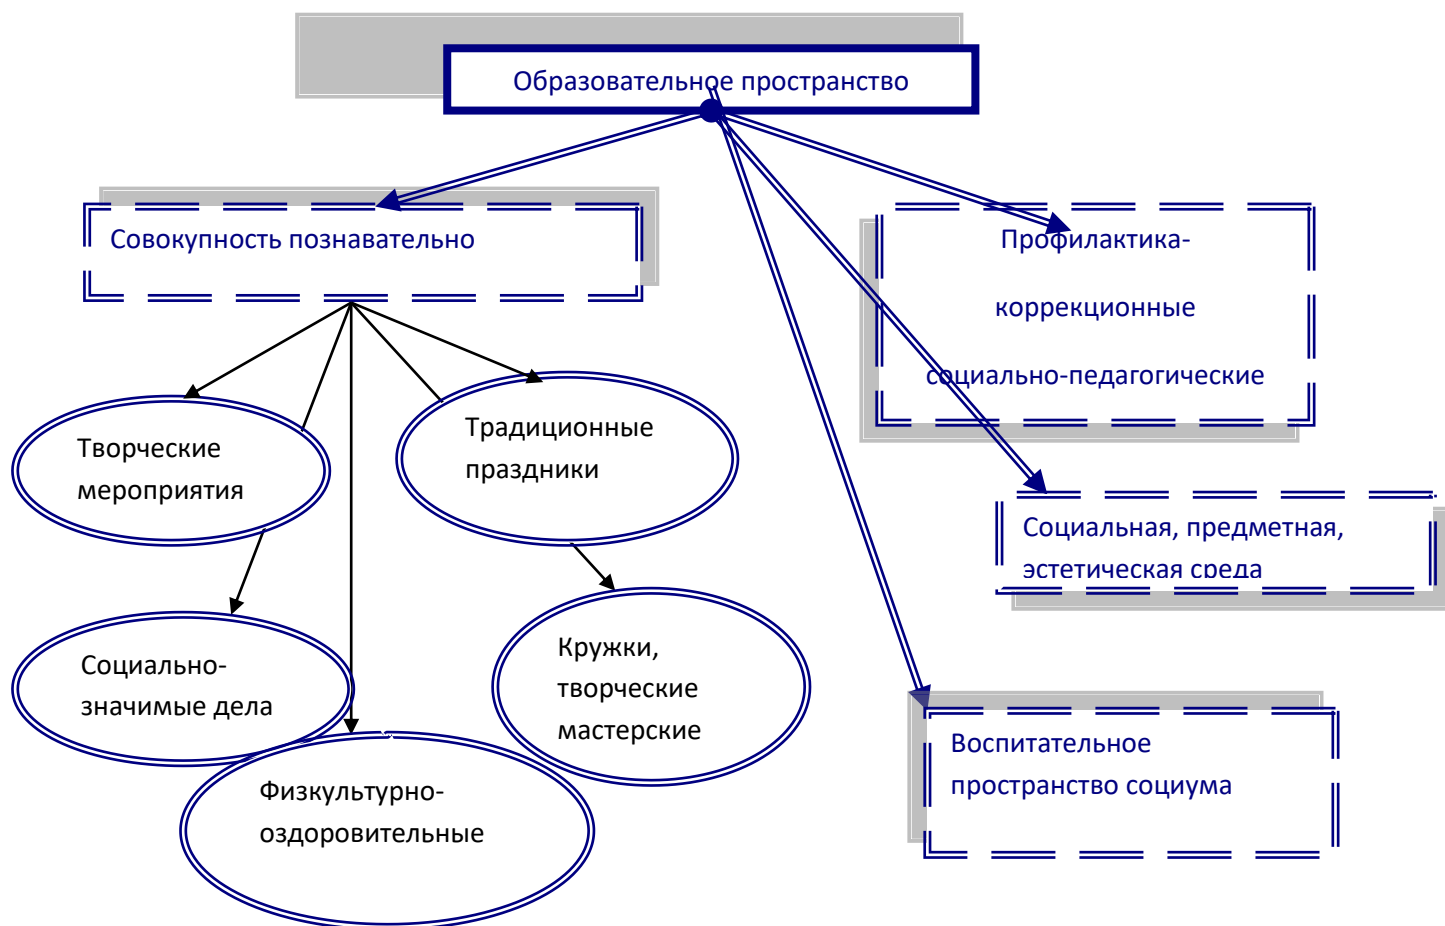 Образовательное пространство
Совокупность познавательно
Профилактика-
коррекционные
социально-педагогические
Творческие
мероприятия
Традиционные
праздники
Социальная, предметная,
эстетическая среда
Социально-
значимые дела
Кружки,
творческие
мастерские
Воспитательное
пространство социума
Физкультурно-
оздоровительные